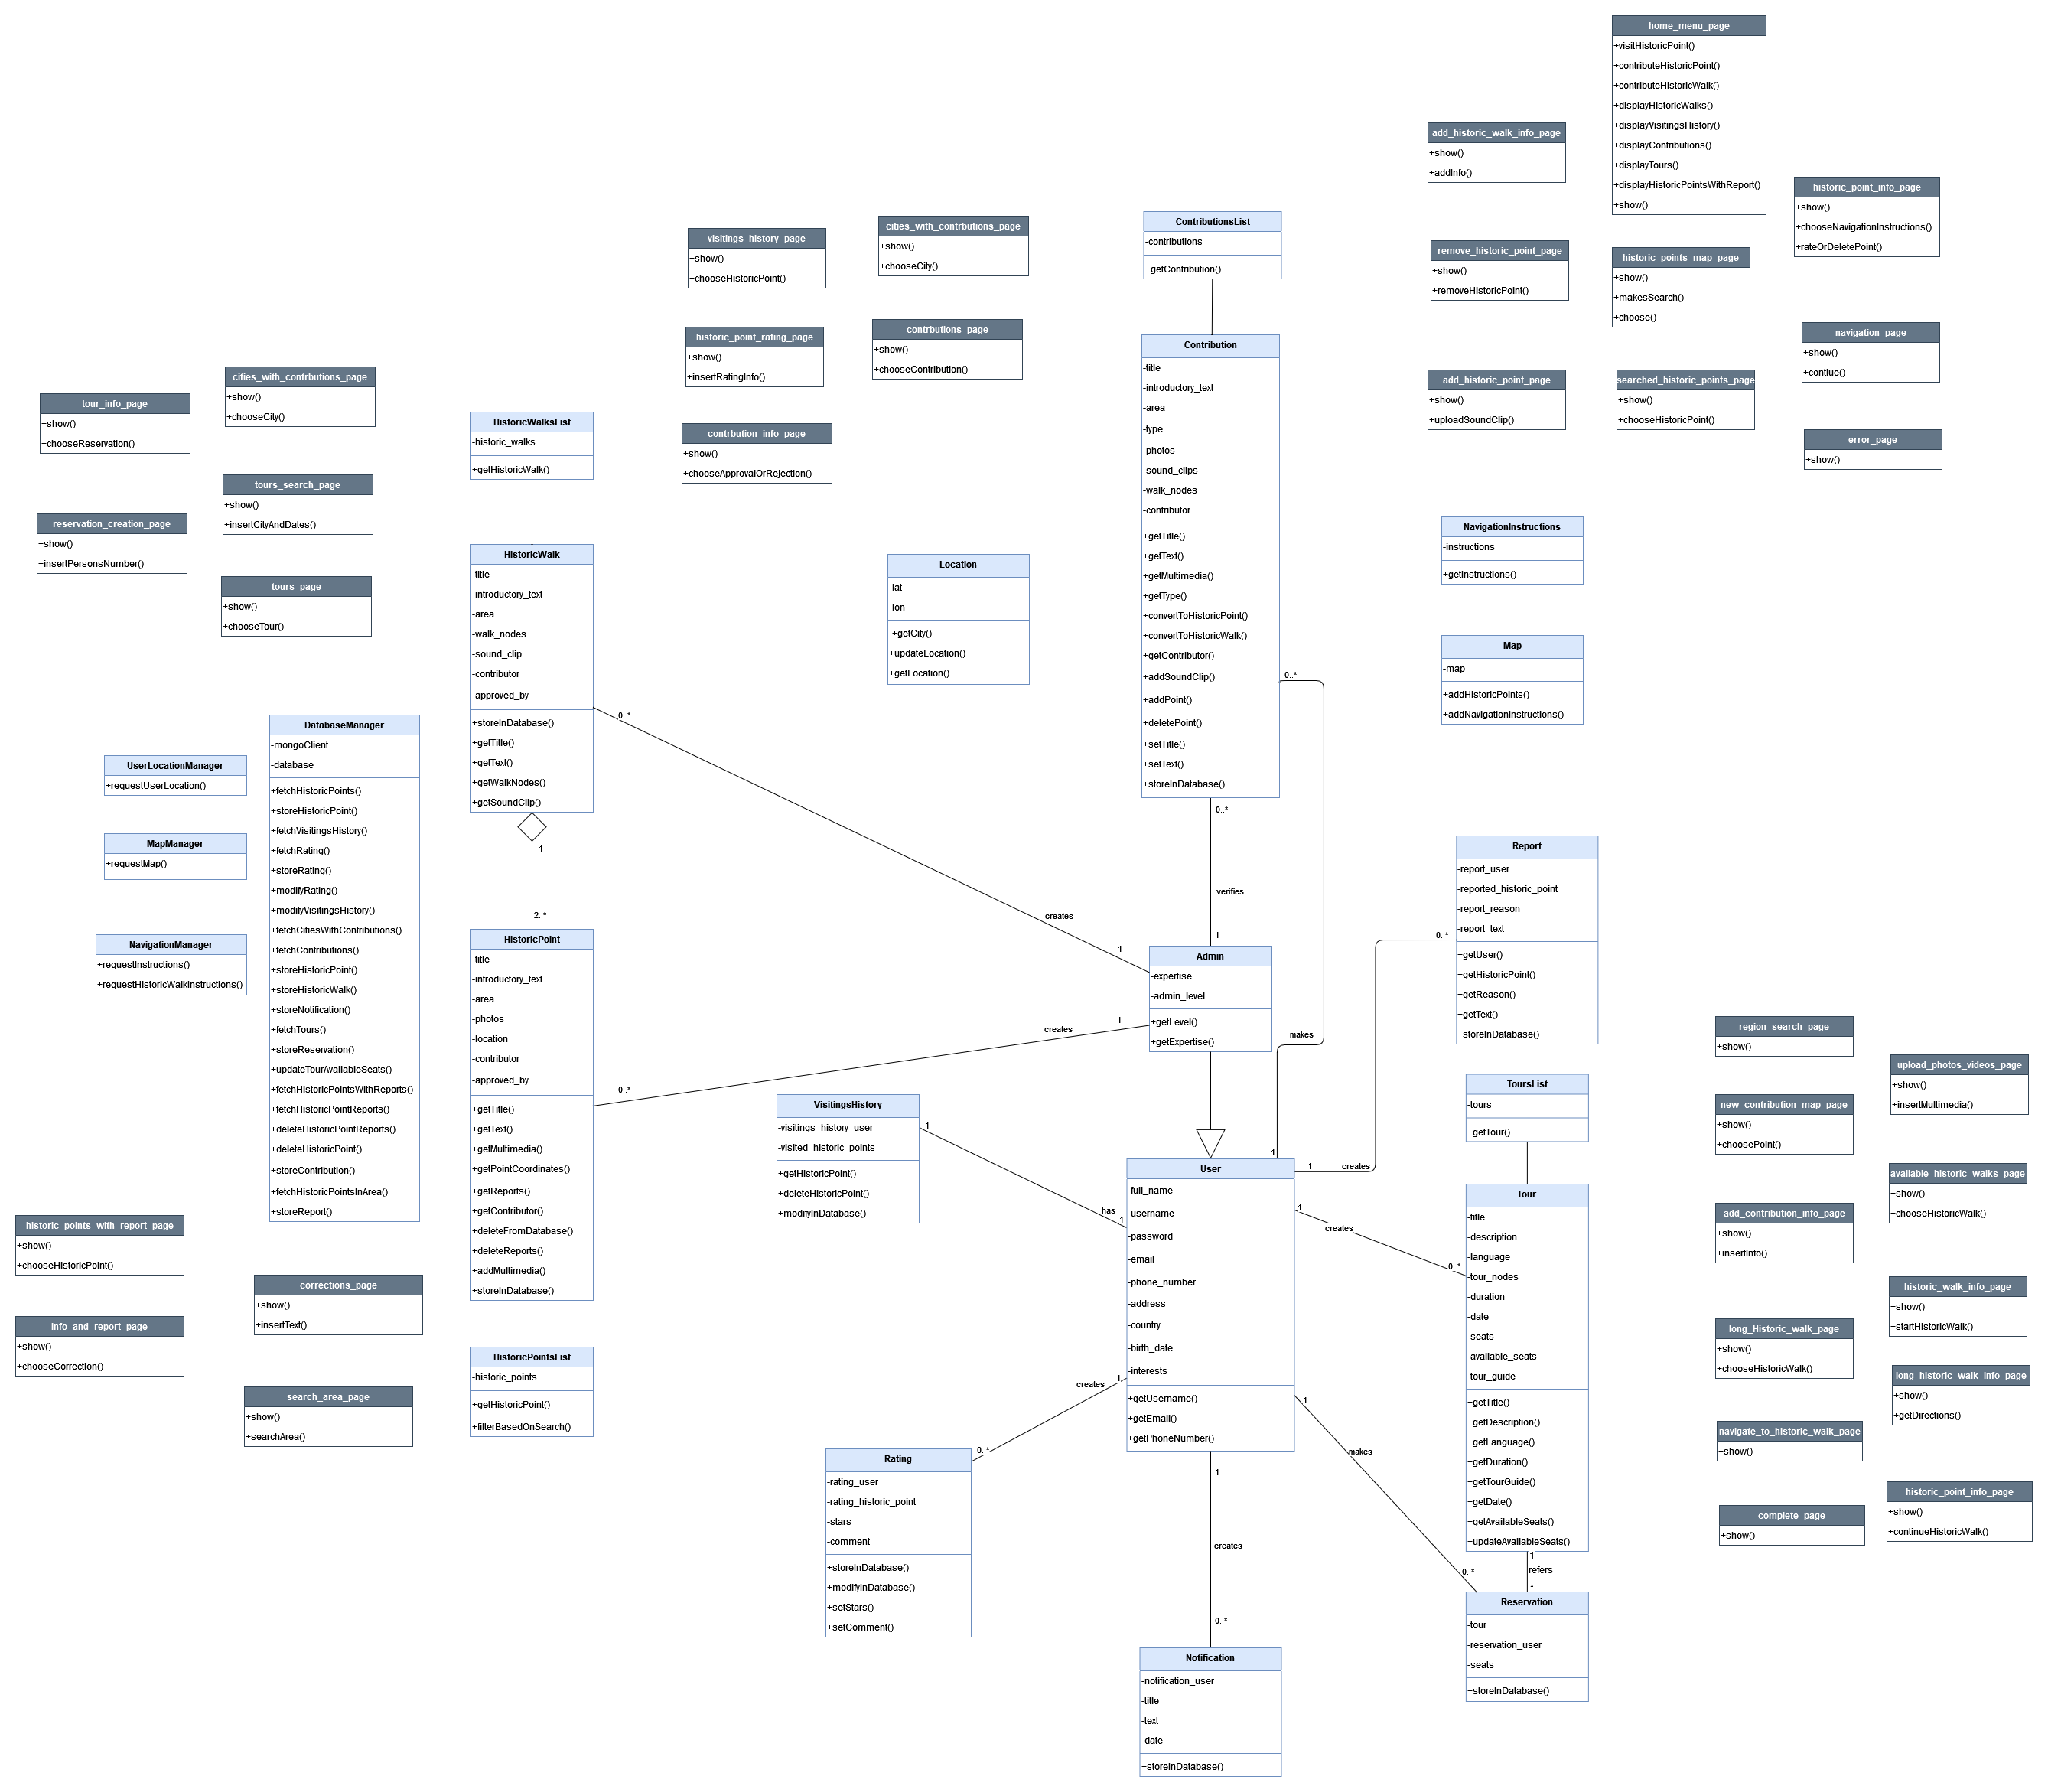 home_menu_page
+visitHistoricPoint()
+contributeHistoricPoint()
+contributeHistoricWalk()
+displayHistoricWalks()
+displayVisitingsHistory()
+displayContributions()
+displayTours()
+displayHistoricPointsWithReport()
+show()
add_historic_walk_info_page
+show()
+addInfo()
historic_point_info_page
+show()
+chooseNavigationInstructions()
+rateOrDeletePoint()
ContributionsList
-contributions
+getContribution()
cities_with_contrbutions_page
+show()
+chooseCity()
visitings_history_page
+show()
+chooseHistoricPoint()
remove_historic_point_page
+show()
+removeHistoricPoint()
historic_points_map_page
+show()
+makesSearch()
+choose()
historic_point_rating_page
+show()
+insertRatingInfo()
contrbutions_page
+show()
+chooseContribution()
navigation_page
+show()
+contiue()
Contribution
-title
-introductory_text
-area
-type
-photos
-sound_clips
-walk_nodes
-contributor
+getTitle()
+getText()
+getMultimedia()
+getType()
+convertToHistoricPoint()
+convertToHistoricWalk()
+getContributor()
+addSoundClip()
+addPoint()
+deletePoint()
+setTitle()
+setText()
+storeInDatabase()
add_historic_point_page
+show()
+uploadSoundClip()
searched_historic_points_page
+show()
+chooseHistoricPoint()
error_page
+show()
cities_with_contrbutions_page
+show()
+chooseCity()
tour_info_page
+show()
+chooseReservation()
HistoricWalksList
-historic_walks
+getHistoricWalk()
contrbution_info_page
+show()
+chooseApprovalOrRejection()
tours_search_page
+show()
+insertCityAndDates()
reservation_creation_page
+show()
+insertPersonsNumber()
tours_page
+show()
+chooseTour()
HistoricWalk
-title
-introductory_text
-area
-walk_nodes
-sound_clip
-contributor
-approved_by
+storeInDatabase()
+getTitle()
+getText()
+getWalkNodes()
+getSoundClip()
Location
-lat
-lon
+getCity()
+updateLocation()
+getLocation()
NavigationInstructions
-instructions
+getInstructions()
Map
-map
+addHistoricPoints()
+addNavigationInstructions()
0..*
0..*
0..*
verifies
1
creates
1
makes
1
2..*
DatabaseManager
-mongoClient
-database
+fetchHistoricPoints()
+storeHistoricPoint()
+fetchVisitingsHistory()
+fetchRating()
+storeRating()
+modifyRating()
+modifyVisitingsHistory()
+fetchCitiesWithContributions()
+fetchContributions()
+storeHistoricPoint()
+storeHistoricWalk()
+storeNotification()
+fetchTours()
+storeReservation()
+updateTourAvailableSeats()
+fetchHistoricPointsWithReports()
+fetchHistoricPointReports()
+deleteHistoricPointReports()
+deleteHistoricPoint()
+storeContribution()
+fetchHistoricPointsInArea()
+storeReport()
UserLocationManager
+requestUserLocation()
MapManager
+requestMap()
NavigationManager
+requestInstructions()
+requestHistoricWalkInstructions()
HistoricPoint
-title
-introductory_text
-area
-photos
-location
-contributor
-approved_by
+getTitle()
+getText()
+getMultimedia()
+getPointCoordinates()
+getReports()
+getContributor()
+deleteFromDatabase()
+deleteReports()
+addMultimedia()
+storeInDatabase()
Admin
-expertise
-admin_level
+getLevel()
+getExpertise()
creates
1
0..*
Report
-report_user
-reported_historic_point
-report_reason
-report_text
+getUser()
+getHistoricPoint()
+getReason()
+getText()
+storeInDatabase()
0..*
1
creates
1
VisitingsHistory
-visitings_history_user
-visited_historic_points
+getHistoricPoint()
+deleteHistoricPoint()
+modifyInDatabase()
1
has
1
User
-full_name
-username
-password
-email
-phone_number
-address
-country
-birth_date
-interests
+getUsername()
+getEmail()
+getPhoneNumber()
ToursList
-tours
+getTour()
1
creates
0..*
Tour
-title
-description
-language
-tour_nodes
-duration
-date
-seats
-available_seats
-tour_guide
+getTitle()
+getDescription()
+getLanguage()
+getDuration()
+getTourGuide()
+getDate()
+getAvailableSeats()
+updateAvailableSeats()
region_search_page
+show()
upload_photos_videos_page
+show()
+insertMultimedia()
new_contribution_map_page
+show()
+choosePoint()
available_historic_walks_page
+show()
+chooseHistoricWalk()
add_contribution_info_page
+show()
+insertInfo()
historic_walk_info_page
+show()
+startHistoricWalk()
long_Historic_walk_page
+show()
+chooseHistoricWalk()
long_historic_walk_info_page
+show()
+getDirections()
navigate_to_historic_walk_page
+show()
historic_point_info_page
+show()
+continueHistoricWalk()
complete_page
+show()
historic_points_with_report_page
+show()
+chooseHistoricPoint()
corrections_page
+show()
+insertText()
info_and_report_page
+show()
+chooseCorrection()
search_area_page
+show()
+searchArea()
HistoricPointsList
-historic_points
+getHistoricPoint()
+filterBasedOnSearch()
creates
1
0..*
Rating
-rating_user
-rating_historic_point
-stars
-comment
+storeInDatabase()
+modifyInDatabase()
+setStars()
+setComment()
1
creates
0..*
1
makes
0..*
1
refers
*
Reservation
-tour
-reservation_user
-seats
+storeInDatabase()
Notification
-notification_user
-title
-text
-date
+storeInDatabase()